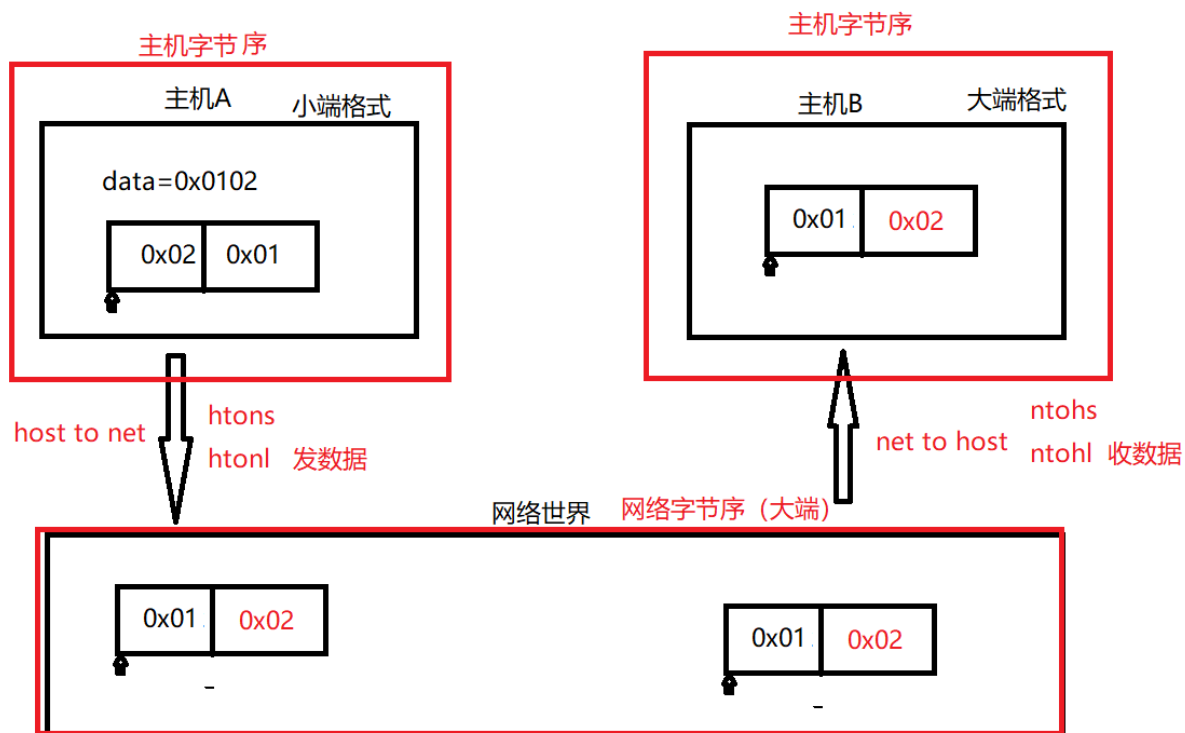 主机字节 序
主机字节序
主机A
小端格式
主机B
大端格式
data=0x0102
0x02
0x01
0x01
0x02
host to net
htons
htonl 发数据
net to host
ntohs
ntohl 收数据
网络世界
网络字节序（大端）
0x01
0x02
0x01
0x02